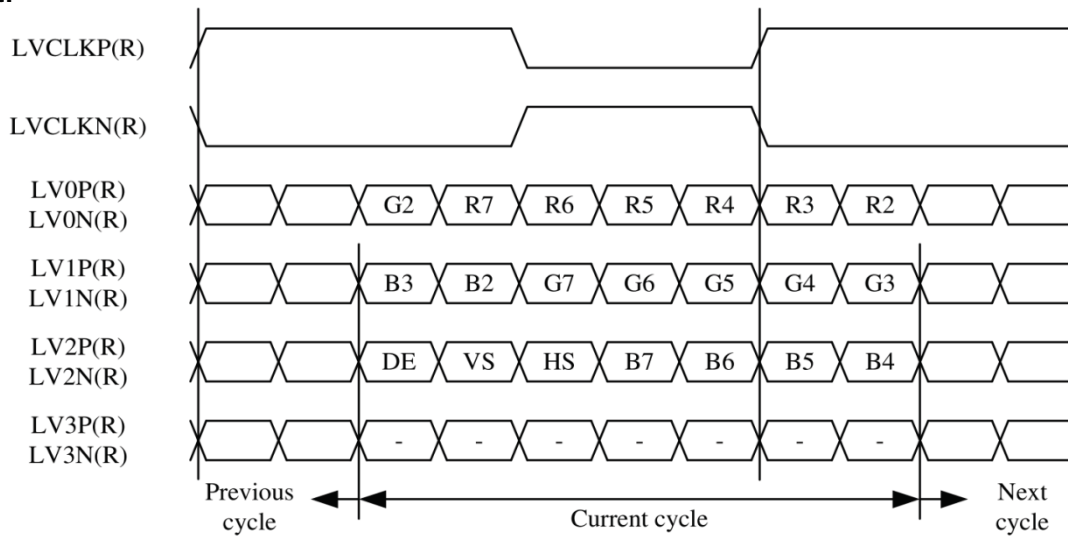 LVCLKP(R)
LVCLKN(R)
LV0P(R)
LV0N(R)
G2 R7 R6 R5 R4 R3 R2
LV1P(R)
LV1N(R)
B3 B2 G7 G6 G5 G4 G3
LV2P(R)
LV2N(R)
DE VS HS B7 B6 B5 B4
LV3P(R)
LV3N(R)
- - - - - - -
Previous
cycle
Current cycle
Next
cycle